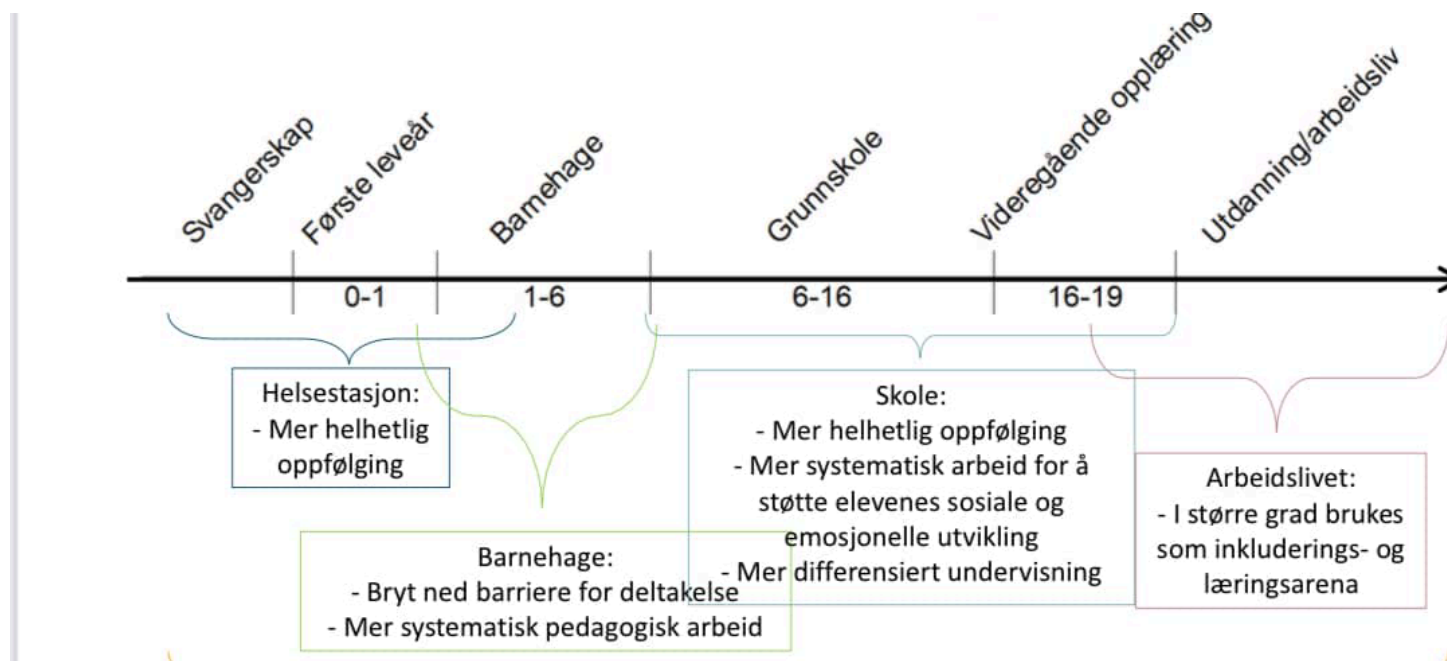 Svangerskap
Første leveår
Barnehage
Grunnskole
Videregående opplæring
Utdanning/arbeidsliv
0-1
1-6
6-16
16-19
Helsestasjon:
- Mer helhetlig
oppfølging
Barnehage:
- Bryt ned barriere for deltakelse
- Mer systematisk pedagogisk arbeid
Skole:
- Mer helhetlig oppfølging
- Mer systematisk arbeid for å
støtte elevenes sosiale og
emosjonelle utvikling
- Mer differensiert undervisning
Arbeidslivet:
- I større grad brukes
som inkluderings- og
læringsarena